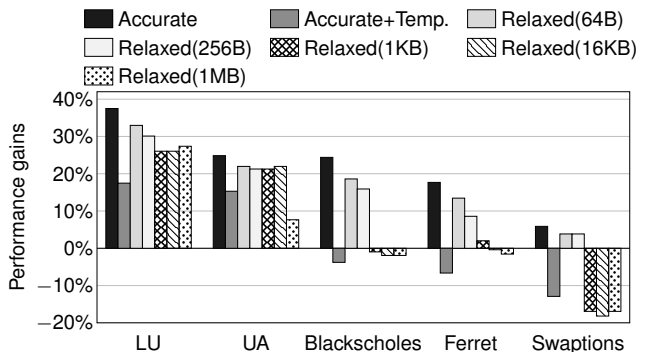 Accurate Accurate+Temp. Relaxed(64B)
Relaxed(256B) Relaxed(1KB) Relaxed(16KB)
Relaxed(1MB)
Performance gains
40%
30%
20%
10%
0%
−10%
−20%
LU UA Blackscholes Ferret Swaptions